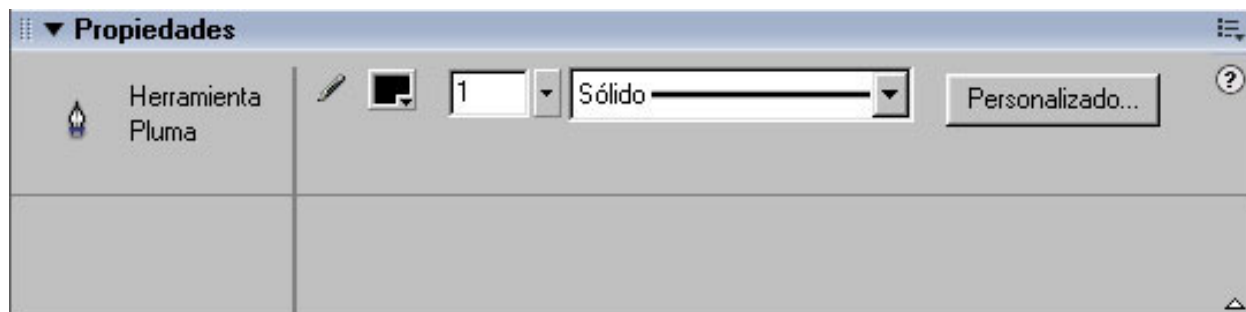 Propiedades
Herramienta
Pluma
1
Sólido
Personalizado...
?